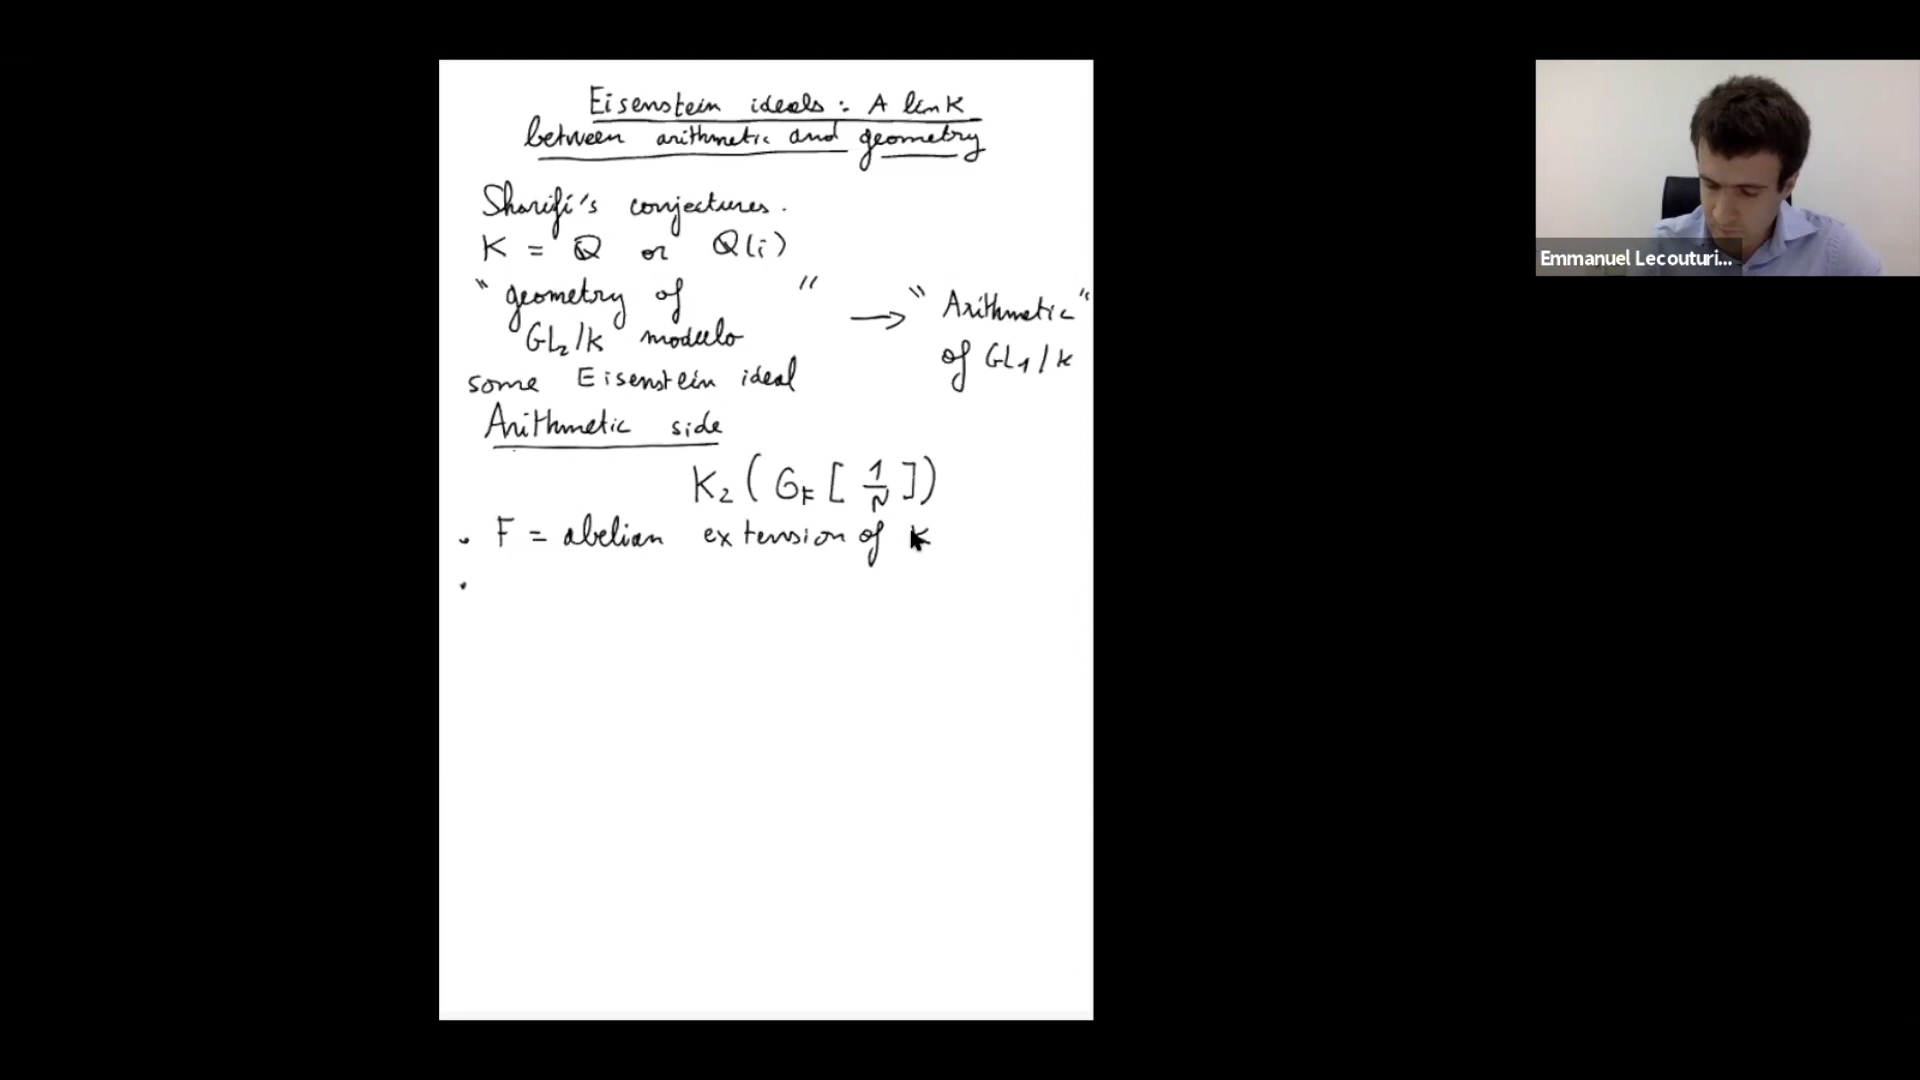 Eisenstein ideals : A link
between arithmetic and geometry
Sharifi's conjectures.
K = Q or Q(i)
"geometry of "
GL₂/K modulo
some Eisenstein ideal
→ "Arithmetic"
of GL₁/K
Arithmetic side
K₂(O_F[1/N])
• F = abelian extension of K
•
Emmanuel Lecouturi...